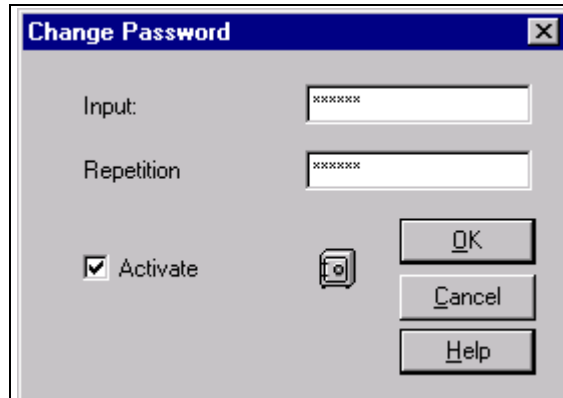 Change Password
Input: ******
Repetition ******
Activate
OK
Cancel
Help